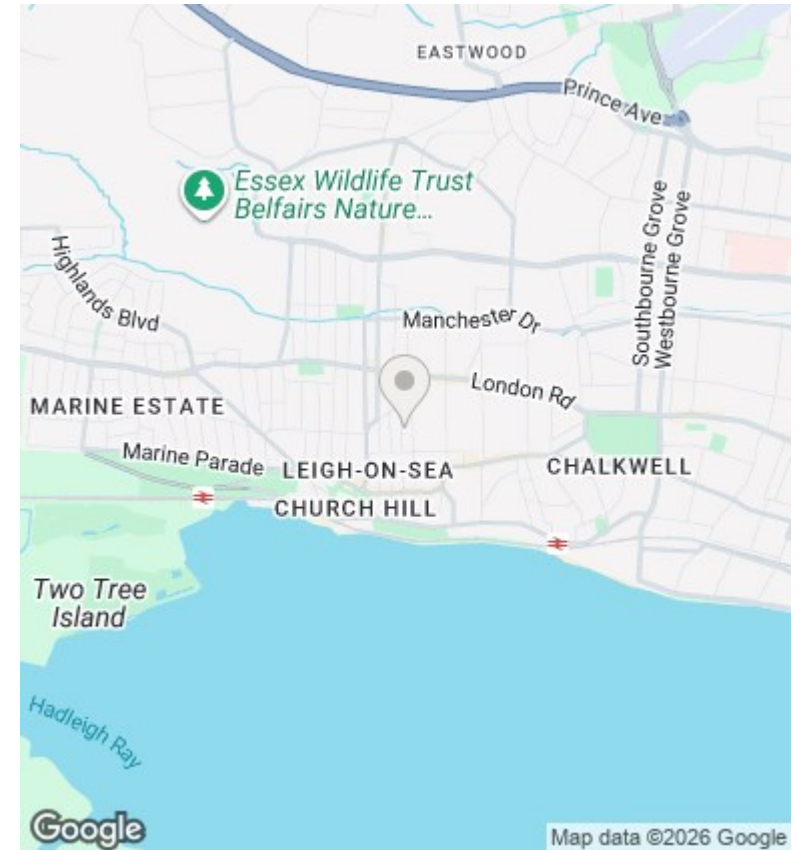 EASTWOOD
Prince Ave
Essex Wildlife Trust
Belfairs Nature...
Southbourne Grove
Westbourne Grove
Highlands Blvd
Manchester Dr
London Rd
MARINE ESTATE
Marine Parade
LEIGH-ON-SEA
CHALKWELL
CHURCH HILL
Two Tree
Island
Hadleigh Ray
Google
Map data ©2026 Google